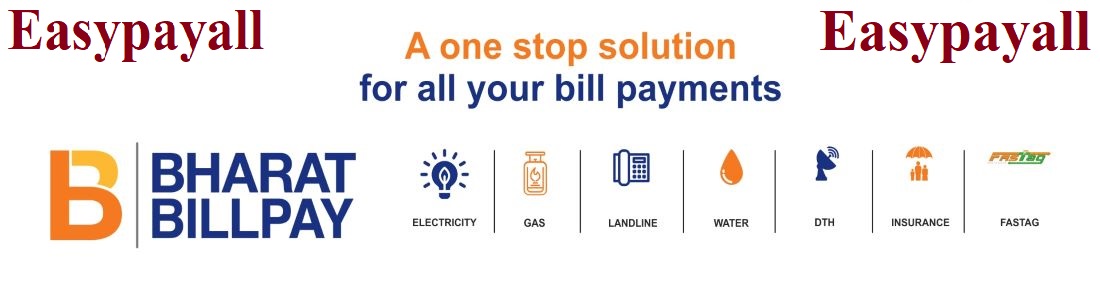 Easypayall
Easypayall
A one stop solution
for all your bill payments
BHARAT
BILLPAY
ELECTRICITY
GAS
LANDLINE
WATER
DTH
INSURANCE
FASTag
FASTAG